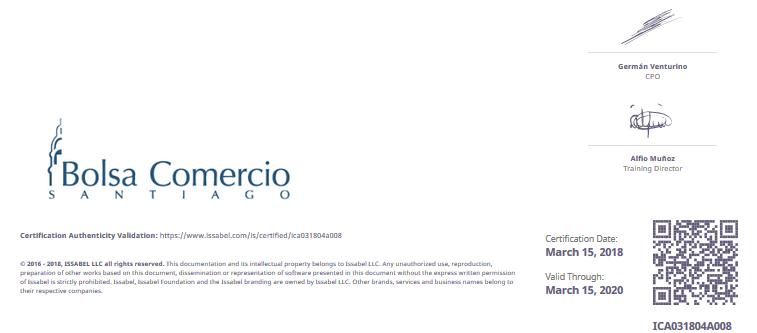 Germán Venturino
CPO
Alfio Muñoz
Training Director
Bolsa Comercio
SANTIAGO
Certification Authenticity Validation: https://www.issabel.com/is/certified/ica031804a008
© 2016 - 2018, ISSABEL LLC all rights reserved. This documentation and its intellectual property belongs to Issabel LLC. Any unauthorized use, reproduction,
preparation of other works based on this document, dissemination or representation of software presented in this document without the express written permission
of Issabel is strictly prohibited. Issabel, Issabel Foundation and the Issabel branding are owned by Issabel LLC. Other brands, services and business names belong to
their respective companies.
Certification Date:
March 15, 2018
Valid Through:
March 15, 2020
ICA031804A008